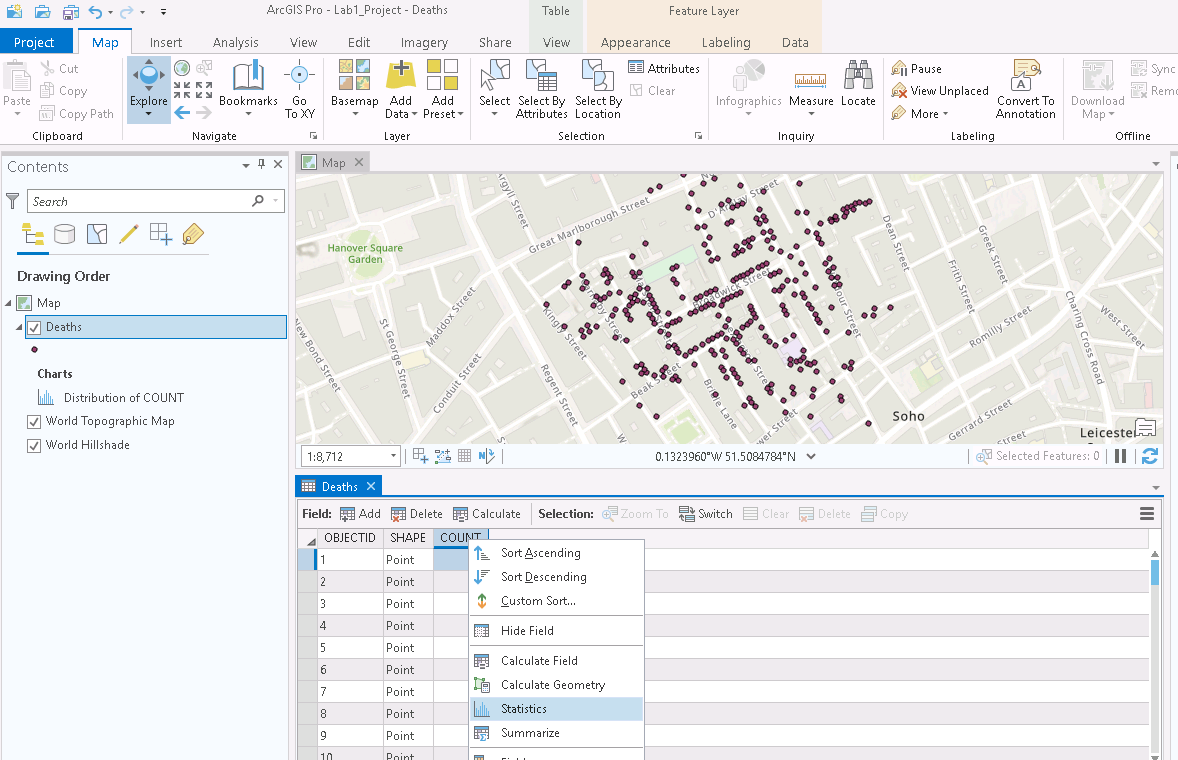 ArcGIS Pro - Lab1_Project - Deaths
Table
Feature Layer
Project Map Insert Analysis View Edit Imagery Share View Appearance Labeling Data
Paste
Cut
Copy
Copy Path
Clipboard
Explore
Bookmarks
Go To XY
Navigate
Basemap
Add Data
Add Preset
Layer
Select
Select By Attributes
Select By Location
Attributes
Clear
Selection
Infographics
Measure
Locate
Inquiry
Pause
View Unplaced
More
Convert To Annotation
Labeling
Download Map
Sync
Remo
Offline
Contents
Search
Drawing Order
Map
Deaths
Charts
Distribution of COUNT
World Topographic Map
World Hillshade
Map
Argyll Street
Great Marlborough Street
D'Arblay Street
Hanover Square Garden
Dean Street
Greek Street
Frith Street
Broadwick Street
Maddox Street
St George Street
New Bond Street
Conduit Street
Kingly Street
Regent Street
Beak Street
Bridle Lane
Romilly Street
West Street
Charing Cross Road
Soho
Gerrard Street
Leicester
1:8,712
0.1323960°W 51.5084784°N
Selected Features: 0
Deaths
Field: Add Delete Calculate Selection: Zoom To Switch Clear Delete Copy
OBJECTID SHAPE COUNT
1 Point
2 Point
3 Point
4 Point
5 Point
6 Point
7 Point
8 Point
9 Point
10 Point
Sort Ascending
Sort Descending
Custom Sort...
Hide Field
Calculate Field
Calculate Geometry
Statistics
Summarize